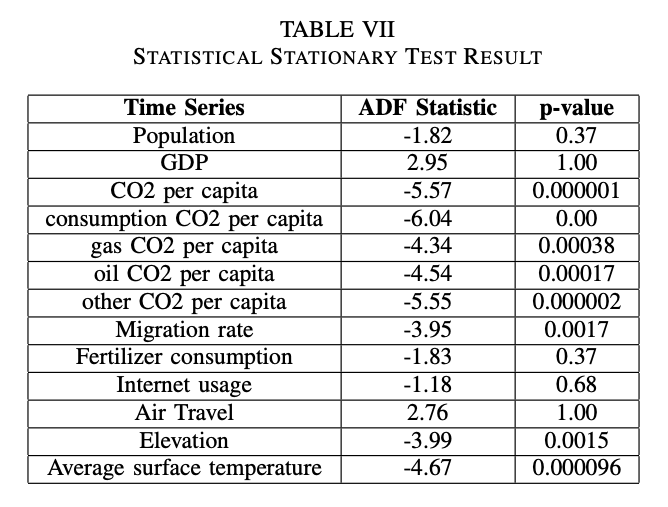 TABLE VII
STATISTICAL STATIONARY TEST RESULT
Time Series ADF Statistic p-value
Population -1.82 0.37
GDP 2.95 1.00
CO2 per capita -5.57 0.000001
consumption CO2 per capita -6.04 0.00
gas CO2 per capita -4.34 0.00038
oil CO2 per capita -4.54 0.00017
other CO2 per capita -5.55 0.000002
Migration rate -3.95 0.0017
Fertilizer consumption -1.83 0.37
Internet usage -1.18 0.68
Air Travel 2.76 1.00
Elevation -3.99 0.0015
Average surface temperature -4.67 0.000096